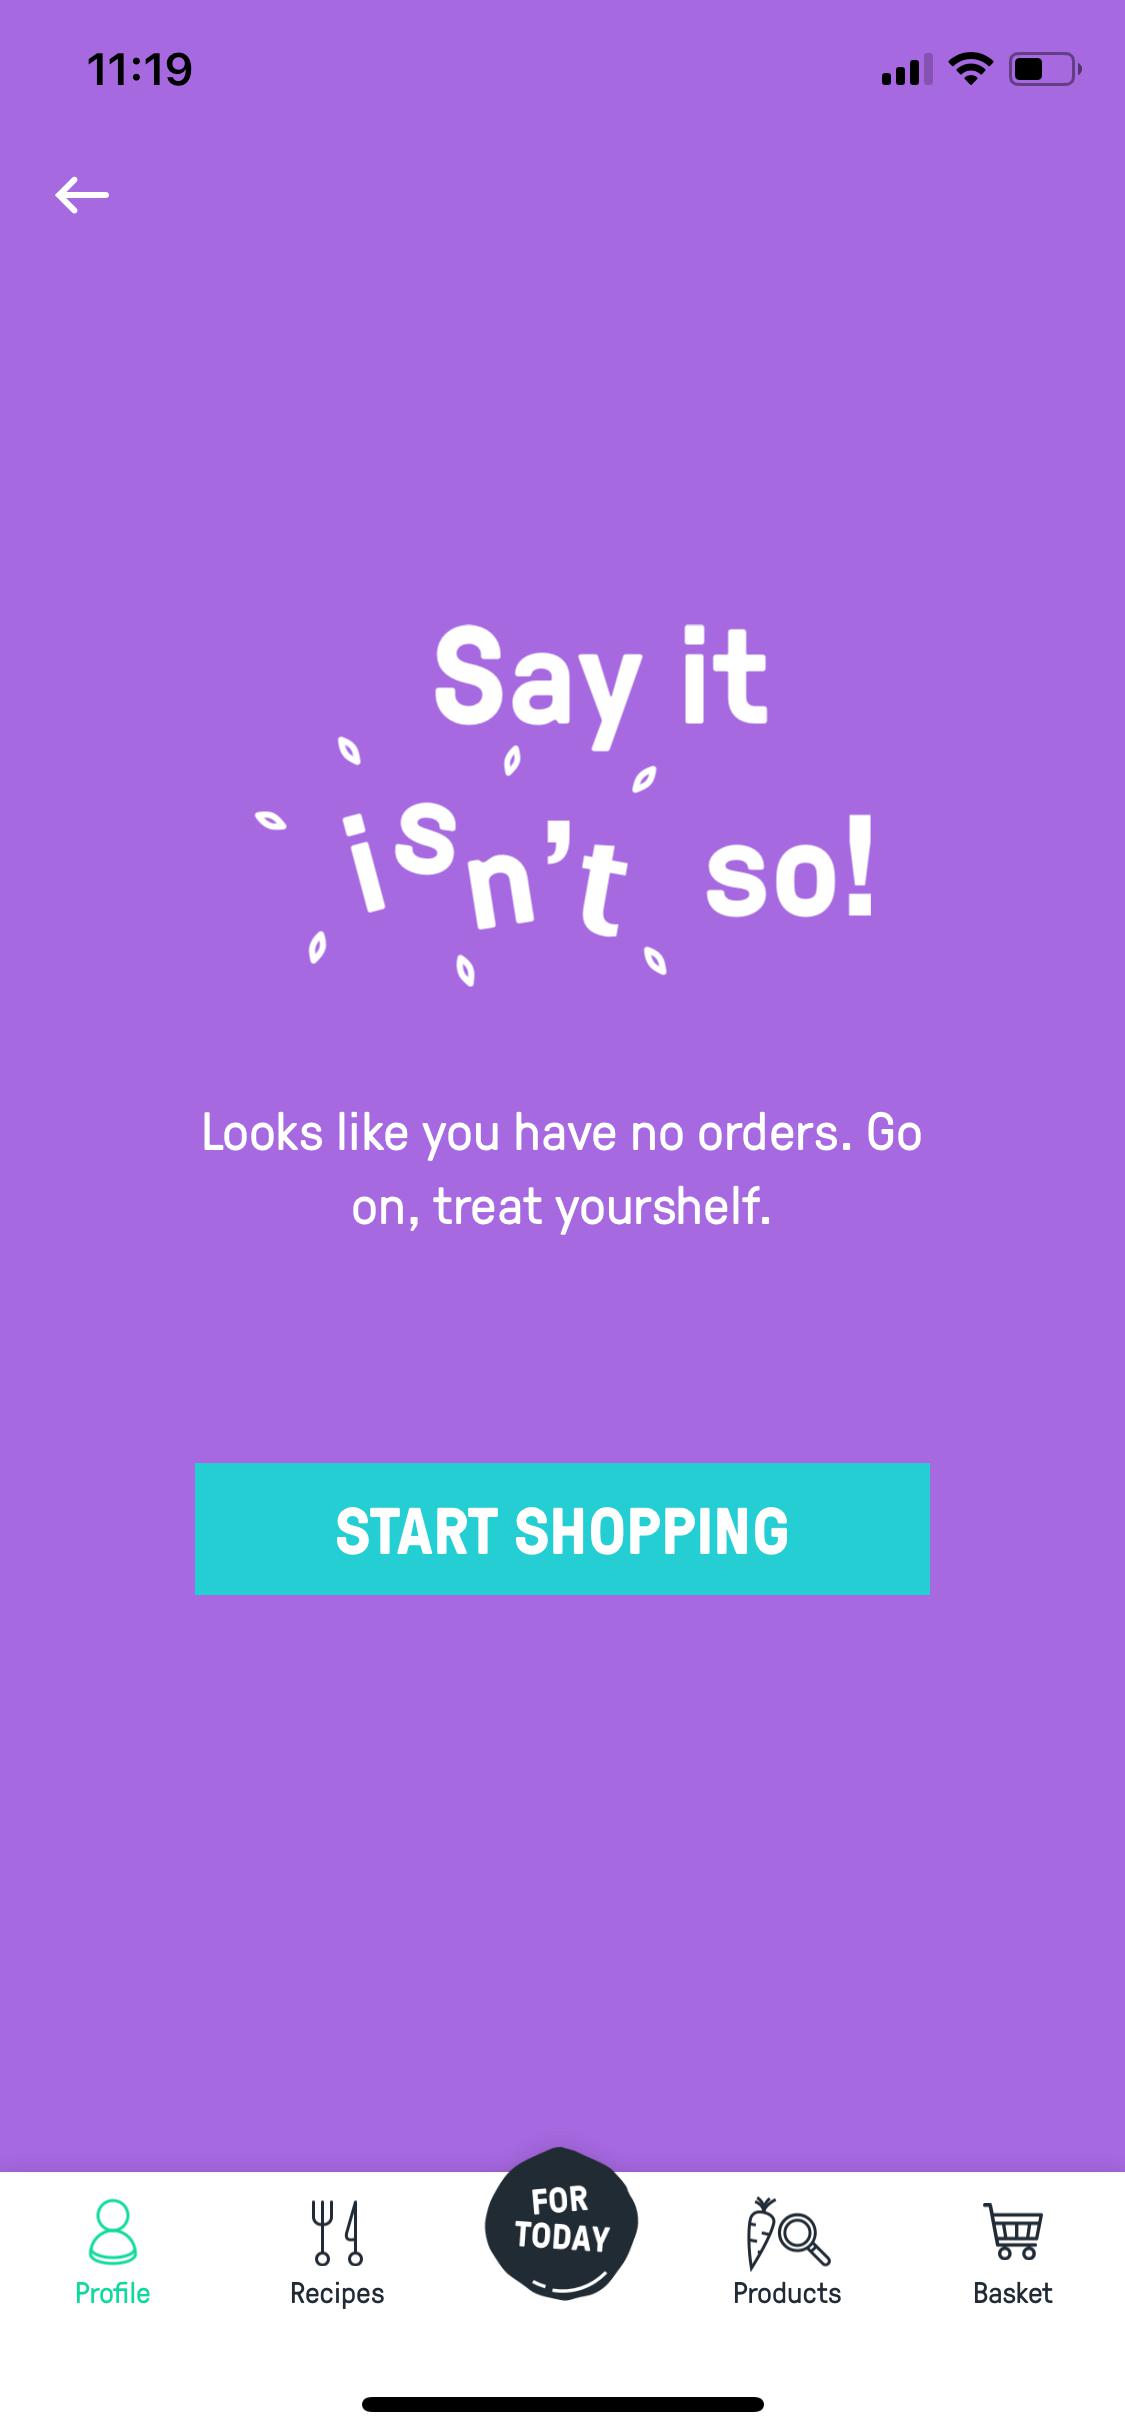 11:19
Say it
isn't so!
Looks like you have no orders. Go
on, treat yourshelf.
START SHOPPING
FOR
TODAY
Profile
Recipes
Products
Basket